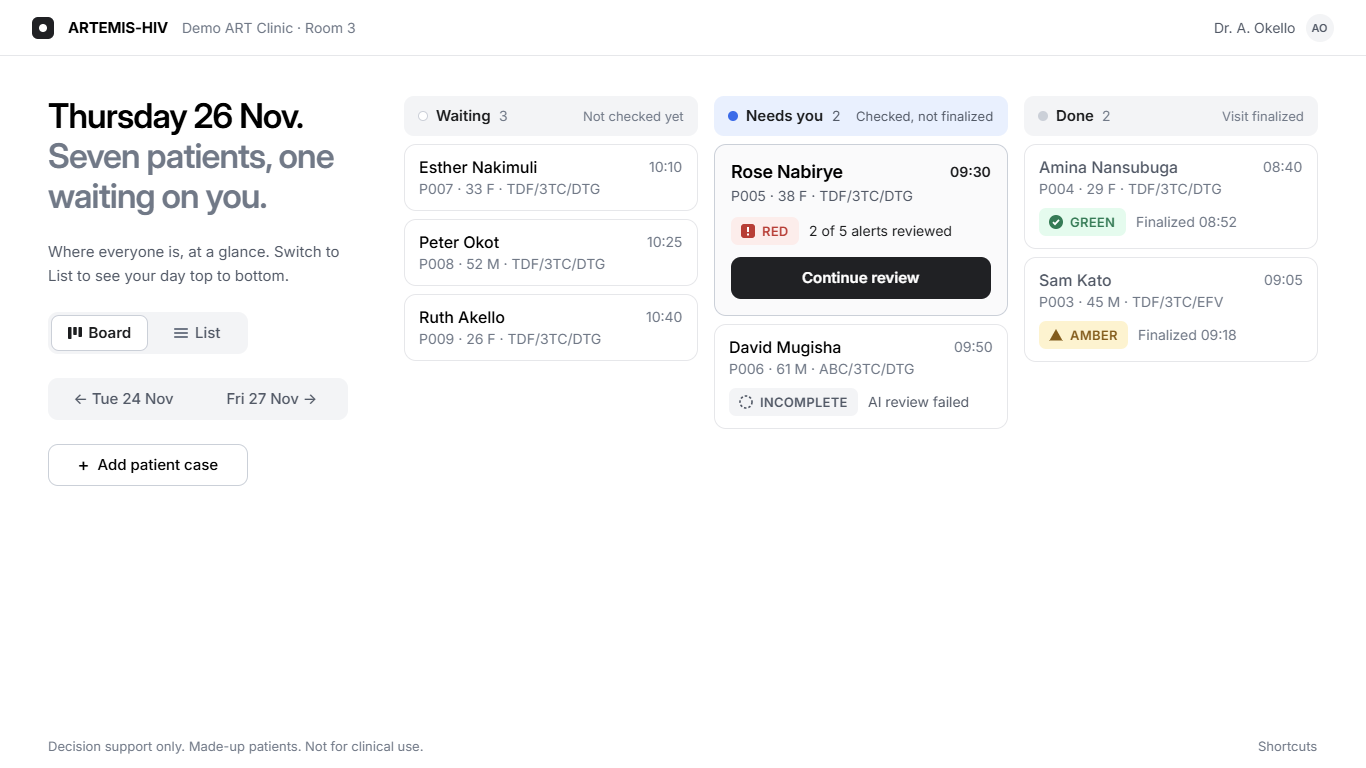 ARTEMIS-HIV Demo ART Clinic · Room 3
Dr. A. Okello AO
Thursday 26 Nov.
Seven patients, one
waiting on you.
Where everyone is, at a glance. Switch to
List to see your day top to bottom.
Board List
← Tue 24 Nov Fri 27 Nov →
+ Add patient case
Waiting 3 Not checked yet
Esther Nakimuli 10:10
P007 · 33 F · TDF/3TC/DTG
Peter Okot 10:25
P008 · 52 M · TDF/3TC/DTG
Ruth Akello 10:40
P009 · 26 F · TDF/3TC/DTG
Needs you 2 Checked, not finalized
Rose Nabirye 09:30
P005 · 38 F · TDF/3TC/DTG
RED 2 of 5 alerts reviewed
Continue review
David Mugisha 09:50
P006 · 61 M · ABC/3TC/DTG
INCOMPLETE AI review failed
Done 2 Visit finalized
Amina Nansubuga 08:40
P004 · 29 F · TDF/3TC/DTG
GREEN Finalized 08:52
Sam Kato 09:05
P003 · 45 M · TDF/3TC/EFV
AMBER Finalized 09:18
Decision support only. Made-up patients. Not for clinical use.
Shortcuts